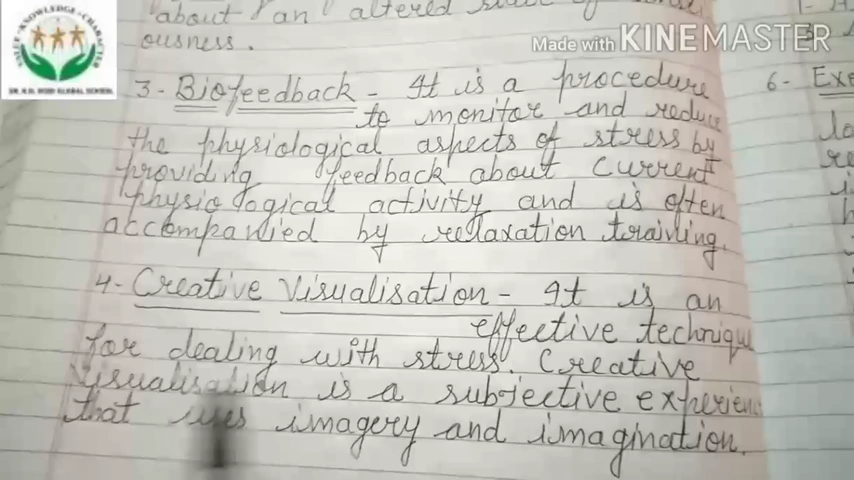 about an altered state of
ousness.
3- Biofeedback - It is a procedure
to monitor and reduce
the physiological aspects of stress by
providing feedback about current
physiological activity and is often
accompanied by relaxation training.
4- Creative Visualisation - It is an
effective technique
for dealing with stress. Creative
visualisation is a subjective experienc
that uses imagery and imagination.
6- Exe
Made with KINEMASTER